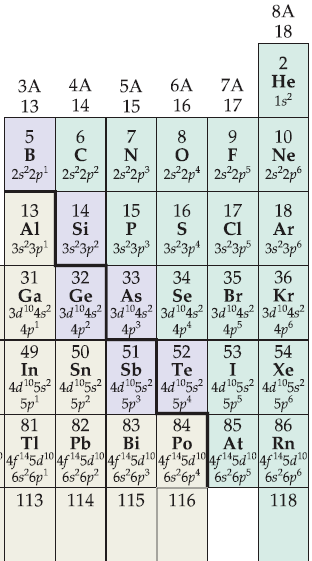 8A
18
2
He
1s²
3A 4A 5A 6A 7A
13 14 15 16 17
5 6 7 8 9 10
B C N O F Ne
2s²2p¹ 2s²2p² 2s²2p³ 2s²2p⁴ 2s²2p⁵ 2s²2p⁶
13 14 15 16 17 18
Al Si P S Cl Ar
3s²3p¹ 3s²3p² 3s²3p³ 3s²3p⁴ 3s²3p⁵ 3s²3p⁶
31 32 33 34 35 36
Ga Ge As Se Br Kr
3d¹⁰4s² 3d¹⁰4s² 3d¹⁰4s² 3d¹⁰4s² 3d¹⁰4s² 3d¹⁰4s²
4p¹ 4p² 4p³ 4p⁴ 4p⁵ 4p⁶
49 50 51 52 53 54
In Sn Sb Te I Xe
4d¹⁰5s² 4d¹⁰5s² 4d¹⁰5s² 4d¹⁰5s² 4d¹⁰5s² 4d¹⁰5s²
5p¹ 5p² 5p³ 5p⁴ 5p⁵ 5p⁶
81 82 83 84 85 86
Tl Pb Bi Po At Rn
4f¹⁴5d¹⁰ 4f¹⁴5d¹⁰ 4f¹⁴5d¹⁰ 4f¹⁴5d¹⁰ 4f¹⁴5d¹⁰ 4f¹⁴5d¹⁰
6s²6p¹ 6s²6p² 6s²6p³ 6s²6p⁴ 6s²6p⁵ 6s²6p⁶
113 114 115 116 118